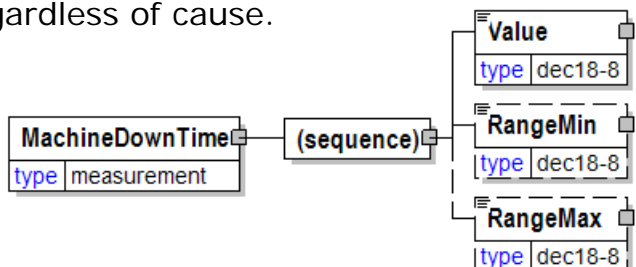 gardless of cause.
Value
type dec18-8
MachineDownTime
type measurement
(sequence)
RangeMin
type dec18-8
RangeMax
type dec18-8